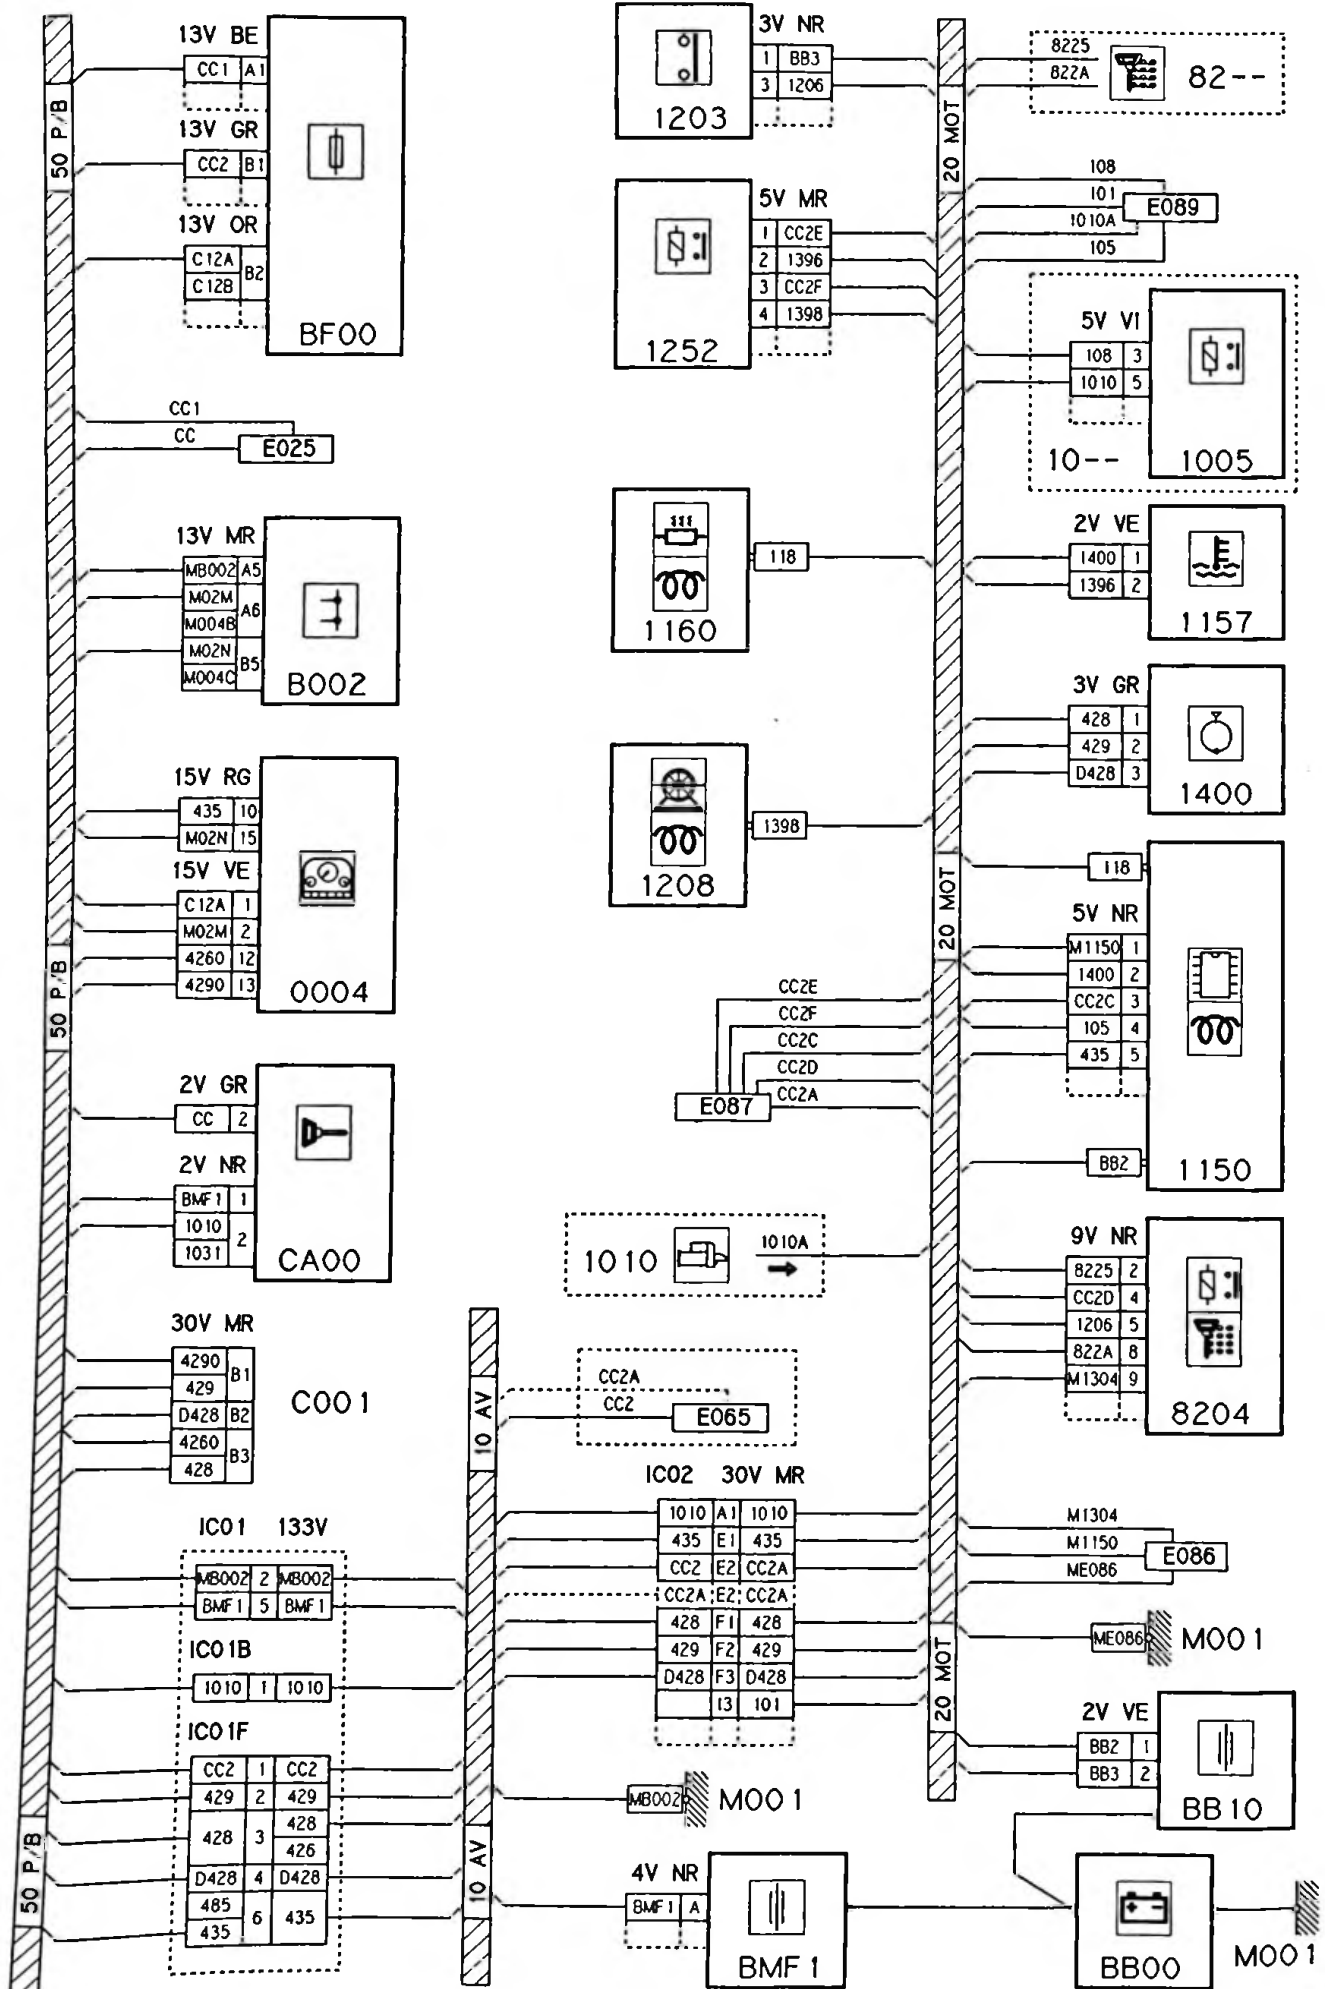 50 P/B
13V BE
CC1 A1
13V GR
CC2 B1
13V OR
C12A B2
C12B
BF00
CC1
CC
E025
13V MR
MB002 A5
M02M A6
M004B
M02N B5
M004C
B002
15V RG
435 10
M02N 15
15V VE
C12A 1
M02M 2
4260 12
4290 13
0004
50 P/B
2V GR
CC 2
2V NR
BMF1 1
1010 2
1031
CA00
30V MR
4290 B1
429
D428 B2
4260 B3
428
C001
IC01 133V
MB002 2 MB002
BMF1 5 BMF1
IC01B
1010 1 1010
IC01F
CC2 1 CC2
429 2 429
428 3 428
426
D428 4 D428
485 6 435
435
50 P/B
3V NR
1 BB3
3 1206
1203
5V MR
1 CC2E
2 1396
3 CC2F
4 1398
1252
118
1160
1398
1208
CC2E
CC2F
CC2C
CC2D
CC2A
E087
1010
1010A
10 AV
CC2A
CC2
E065
IC02 30V MR
1010 A1 1010
435 E1 435
CC2 E2 CC2A
CC2A E2 CC2A
428 F1 428
429 F2 429
D428 F3 D428
I3 101
MB002 M001
10 AV
4V NR
BMF1 A
BMF1
20 MOT
8225
822A
82--
108
101
1010A
105
E089
5V VI
108 3
1010 5
10--
1005
2V VE
1400 1
1396 2
1157
3V GR
428 1
429 2
D428 3
1400
20 MOT
118
5V NR
M1150 1
1400 2
CC2C 3
105 4
435 5
BB2
1150
9V NR
8225 2
CC2D 4
1206 5
822A 8
M1304 9
8204
M1304
M1150
ME086
E086
ME086 M001
20 MOT
2V VE
BB2 1
BB3 2
BB10
BB00
M001